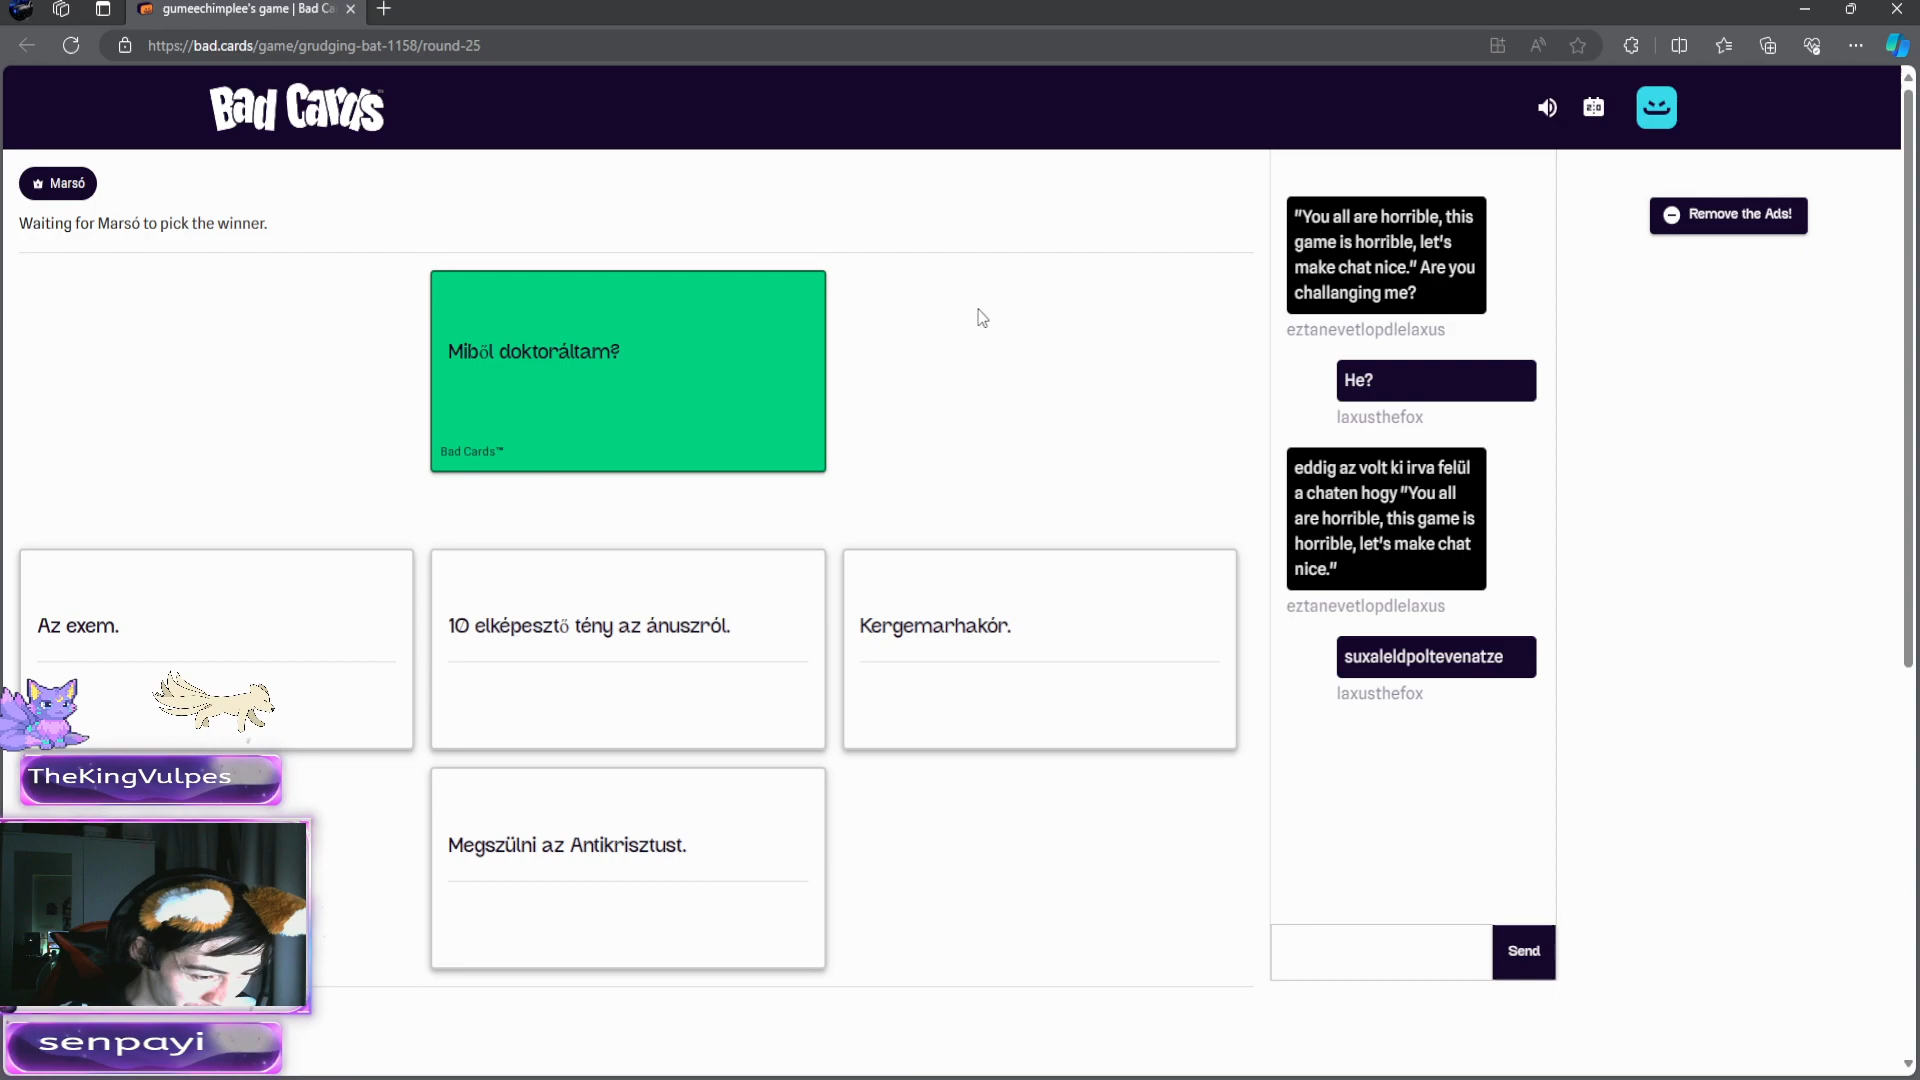 gumeechimplee's game | Bad Ca
https://bad.cards/game/grudging-bat-1158/round-25
Bad Cards
Marsó
Waiting for Marsó to pick the winner.
Miből doktoráltam?
Bad Cards™
Az exem.
10 elképesztő tény az ánuszról.
Kergemarhakór.
Megszülni az Antikrisztust.
TheKingVulpes
senpayi
"You all are horrible, this
game is horrible, let's
make chat nice." Are you
challanging me?
eztanevetlopdlelaxus
He?
laxusthefox
eddig az volt ki irva felül
a chaten hogy "You all
are horrible, this game is
horrible, let's make chat
nice."
eztanevetlopdlelaxus
suxaleldpoltevenatze
laxusthefox
Send
Remove the Ads!